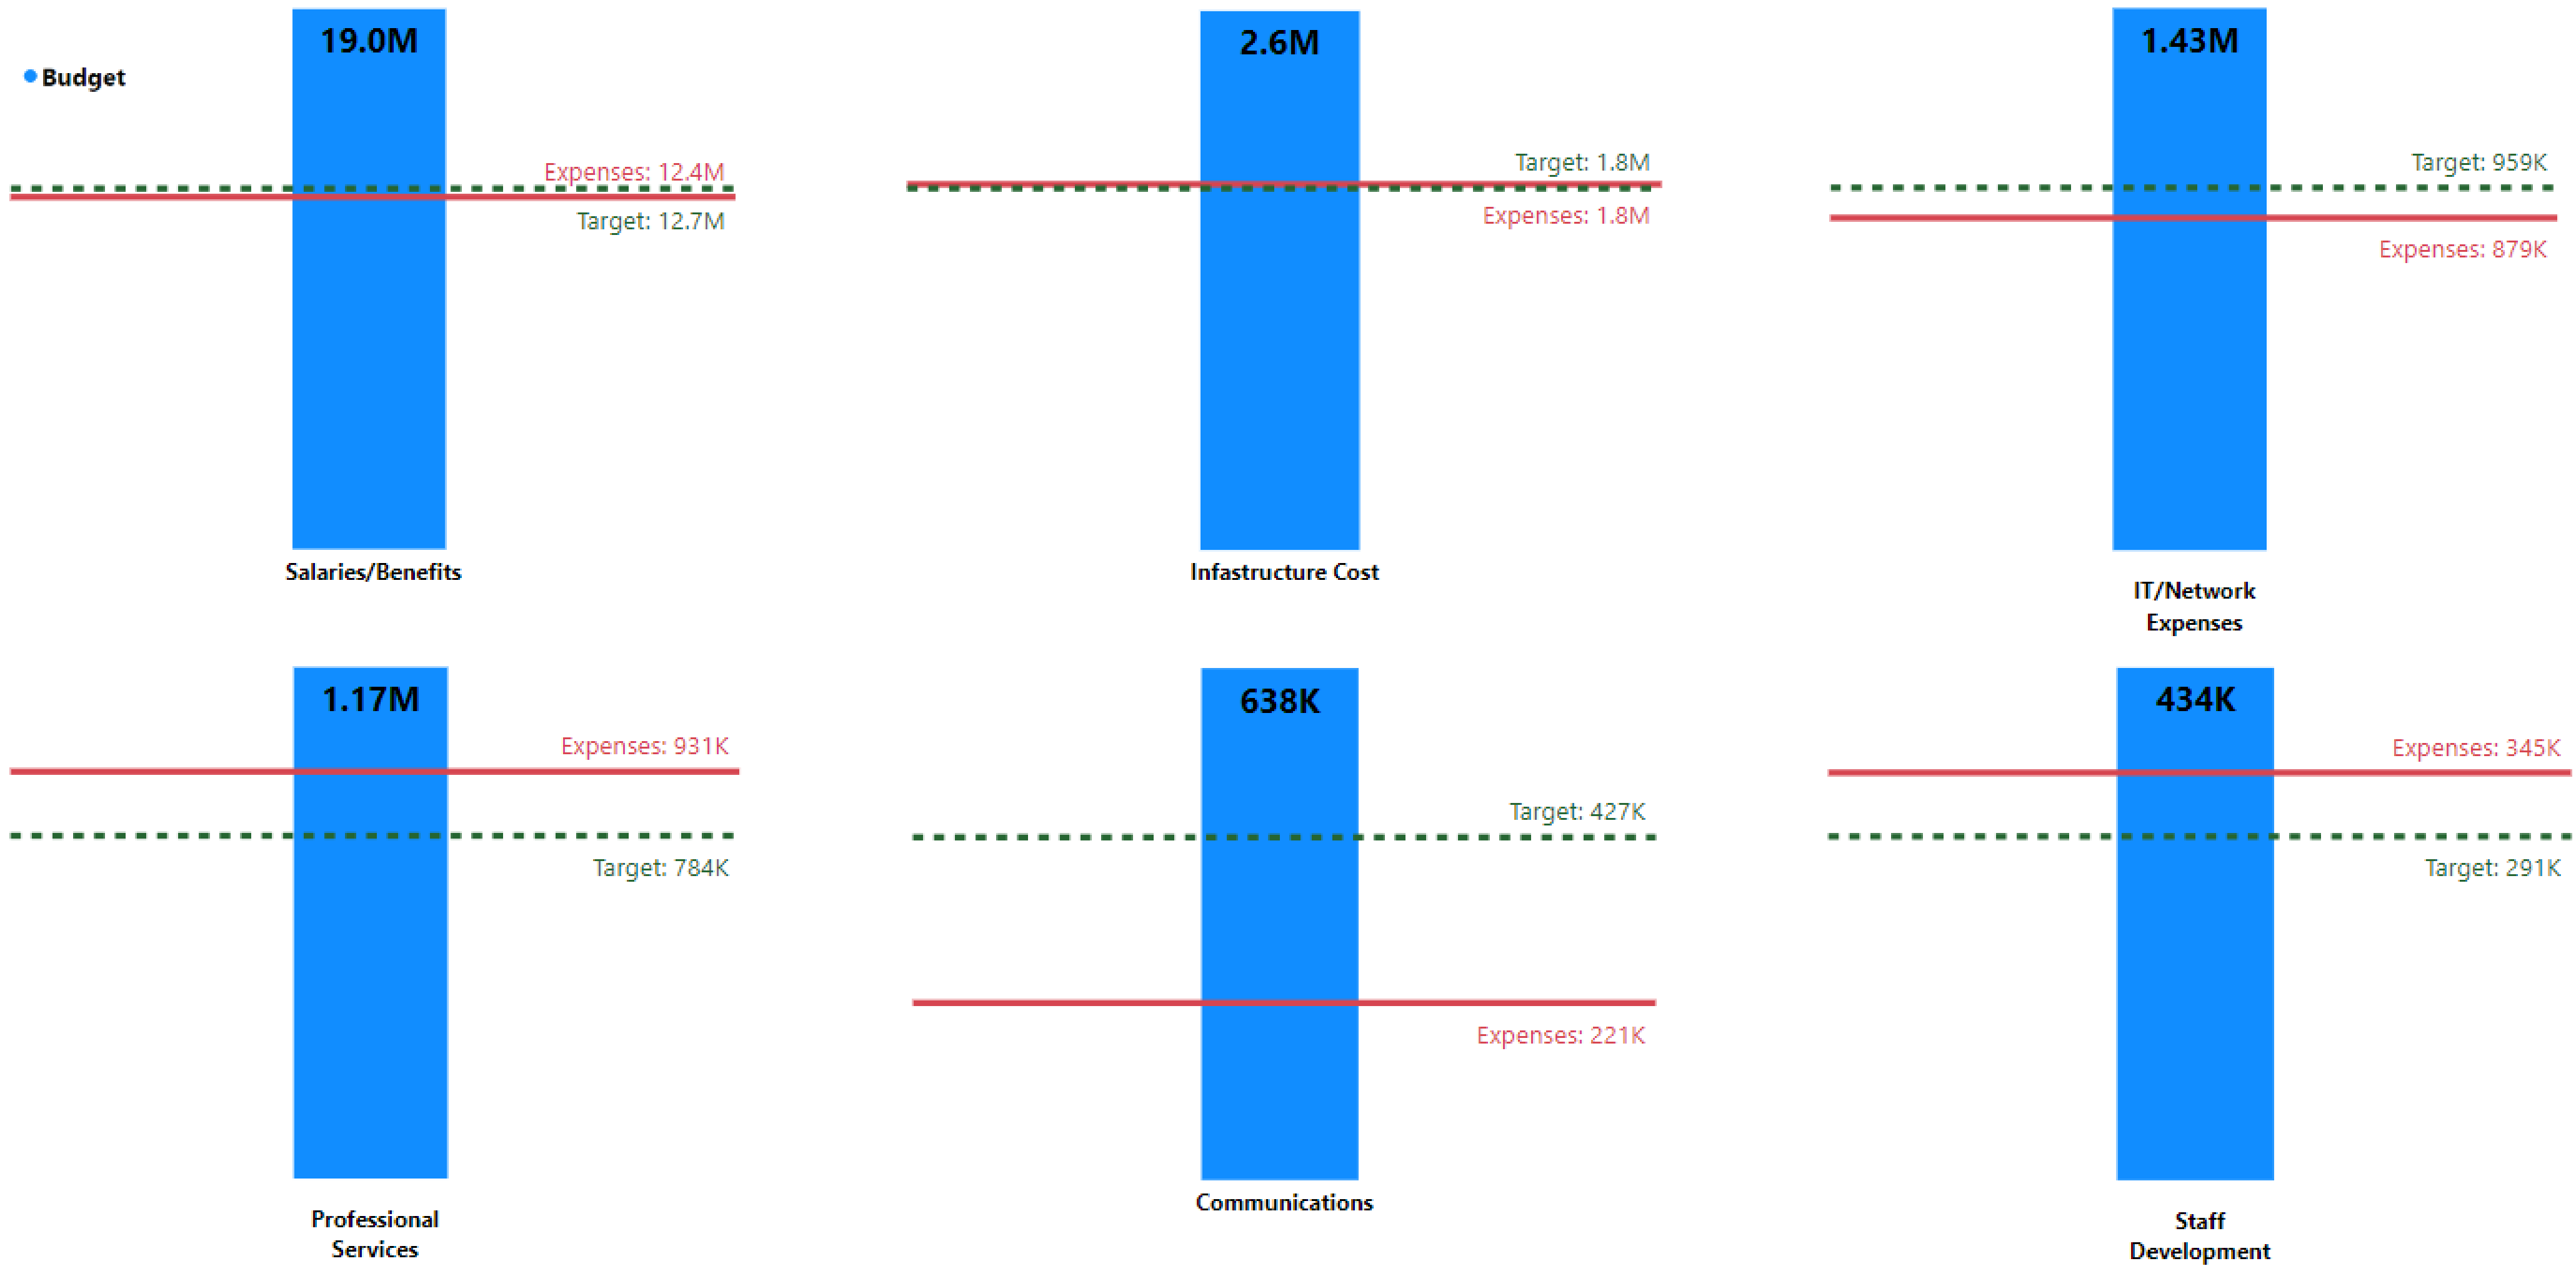 Budget
19.0M
Expenses: 12.4M
Target: 12.7M
Salaries/Benefits
2.6M
Target: 1.8M
Expenses: 1.8M
Infastructure Cost
1.43M
Target: 959K
Expenses: 879K
IT/Network
Expenses
1.17M
Expenses: 931K
Target: 784K
Professional
Services
638K
Target: 427K
Expenses: 221K
Communications
434K
Expenses: 345K
Target: 291K
Staff
Development